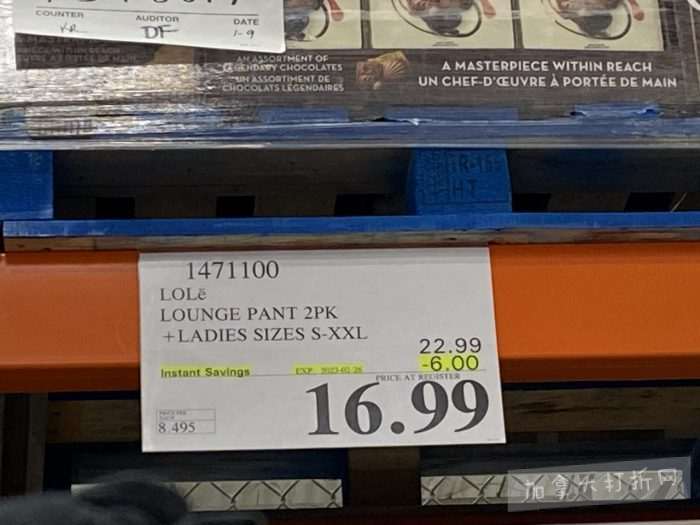 COUNTER
AUDITOR
DATE
KR
DF
1-9
AN ASSORTMENT OF
LEGENDARY CHOCOLATES
UN ASSORTIMENT DE
CHOCOLATS LÉGENDAIRES
A MASTERPIECE WITHIN REACH
UN CHEF-D'ŒUVRE À PORTÉE DE MAIN
HT
1471100
LOLë
LOUNGE PANT 2PK
+LADIES SIZES S-XXL
22.99
Instant Savings EXP. 2023-02-26 -6.00
PRICE AT REGISTER
16.99
PRICE PER
8.495
加拿大打折网